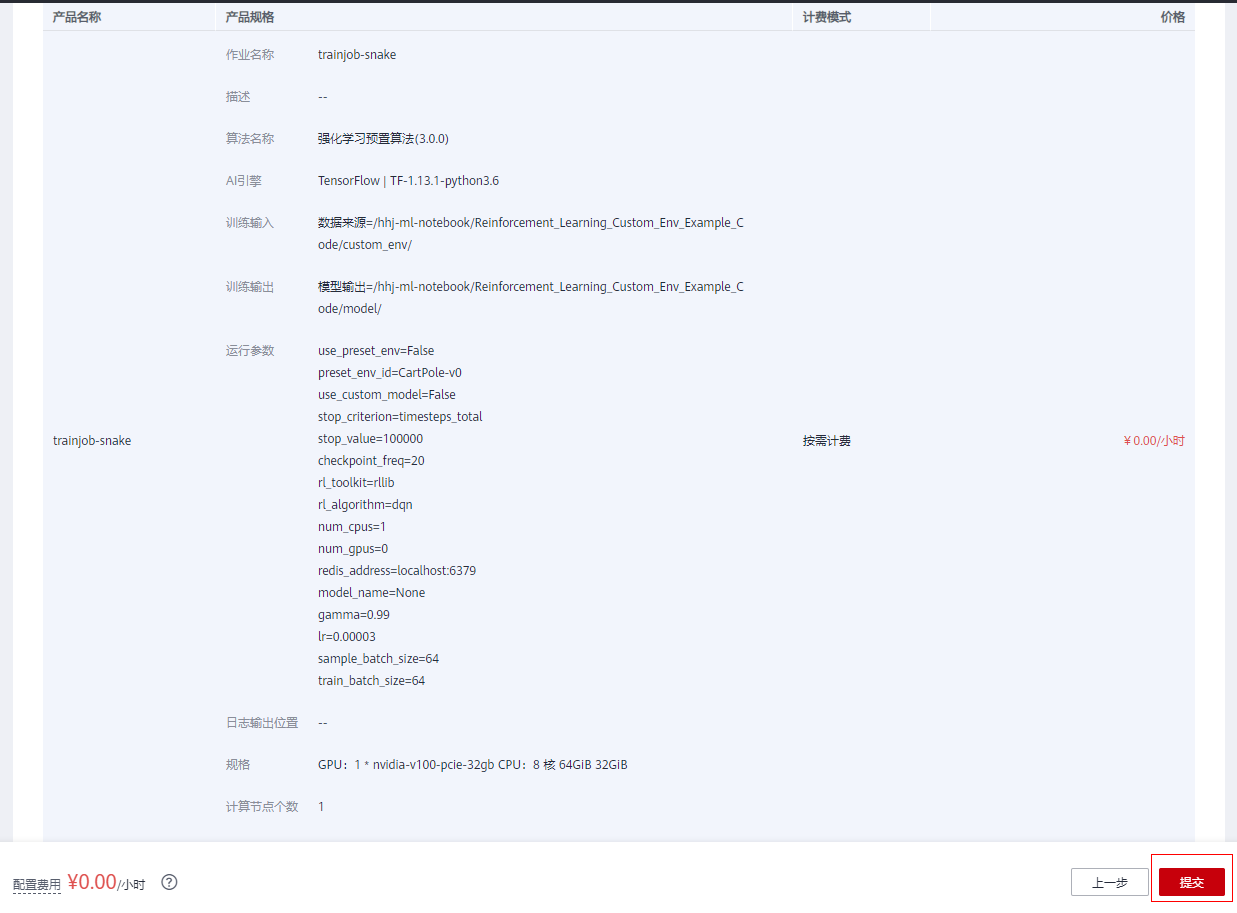 产品名称 产品规格 计费模式 价格
作业名称 trainjob-snake
描述 --
算法名称 强化学习预置算法(3.0.0)
AI引擎 TensorFlow | TF-1.13.1-python3.6
训练输入 数据来源=/hhj-ml-notebook/Reinforcement_Learning_Custom_Env_Example_C
ode/custom_env/
训练输出 模型输出=/hhj-ml-notebook/Reinforcement_Learning_Custom_Env_Example_C
ode/model/
运行参数 use_preset_env=False
preset_env_id=CartPole-v0
use_custom_model=False
stop_criterion=timesteps_total
trainjob-snake stop_value=100000 按需计费 ¥ 0.00/小时
checkpoint_freq=20
rl_toolkit=rllib
rl_algorithm=dqn
num_cpus=1
num_gpus=0
redis_address=localhost:6379
model_name=None
gamma=0.99
lr=0.00003
sample_batch_size=64
train_batch_size=64
日志输出位置 --
规格 GPU：1 * nvidia-v100-pcie-32gb CPU：8 核 64GiB 32GiB
计算节点个数 1
配置费用 ¥0.00/小时 ? 上一步 提交